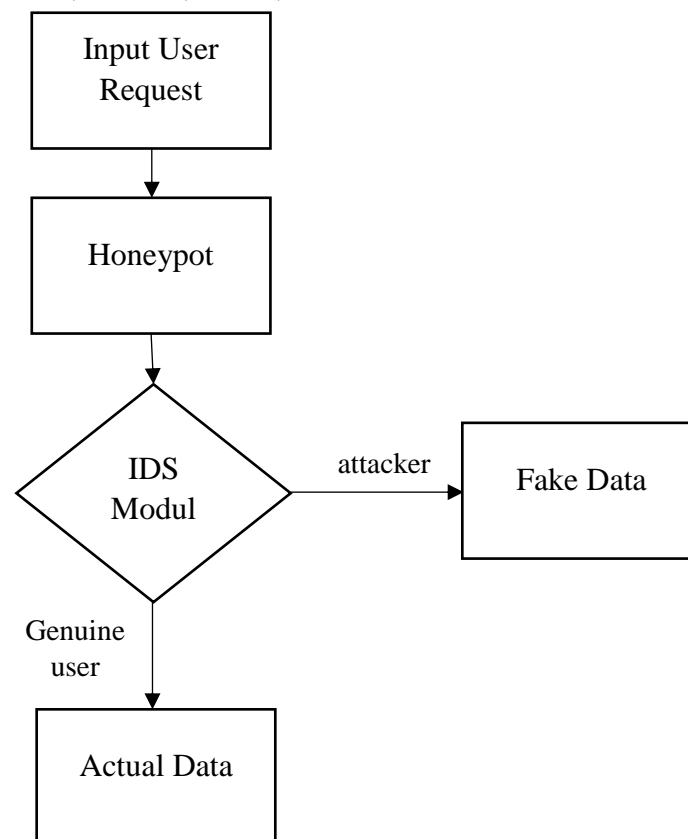 Input User
Request
Honeypot
IDS
Modul
attacker
Fake Data
Genuine
user
Actual Data